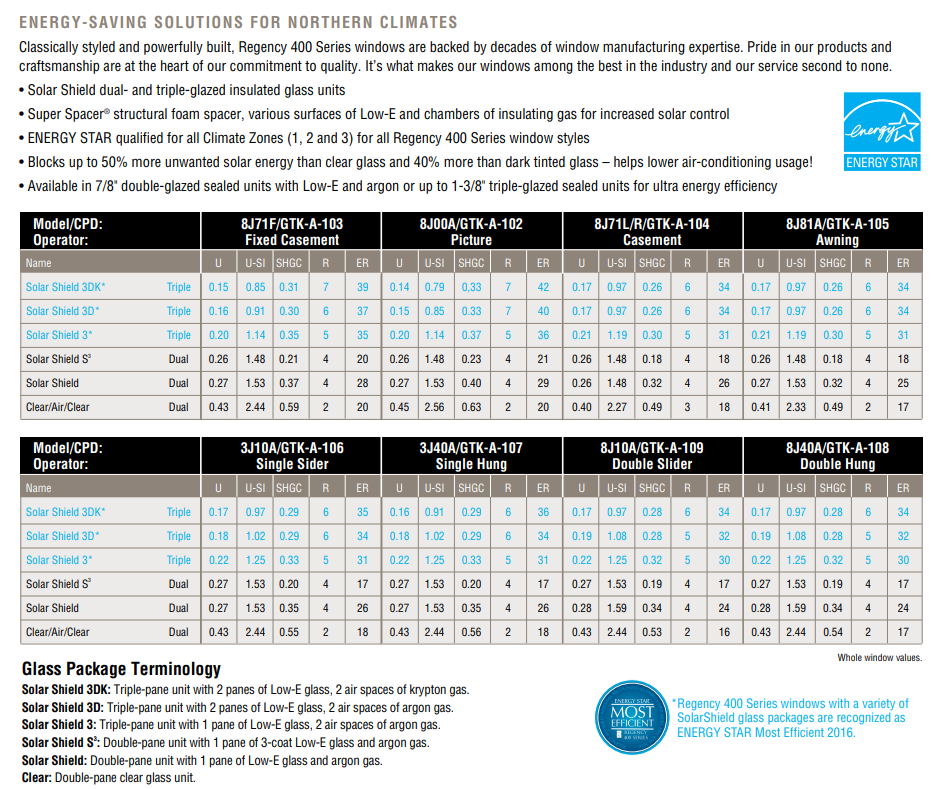 ENERGY-SAVING SOLUTIONS FOR NORTHERN CLIMATES
Classically styled and powerfully built, Regency 400 Series windows are backed by decades of window manufacturing expertise. Pride in our products and
craftsmanship are at the heart of our commitment to quality. It's what makes our windows among the best in the industry and our service second to none.
• Solar Shield dual- and triple-glazed insulated glass units
• Super Spacer® structural foam spacer, various surfaces of Low-E and chambers of insulating gas for increased solar control
• ENERGY STAR qualified for all Climate Zones (1, 2 and 3) for all Regency 400 Series window styles
• Blocks up to 50% more unwanted solar energy than clear glass and 40% more than dark tinted glass – helps lower air-conditioning usage!
• Available in 7/8" double-glazed sealed units with Low-E and argon or up to 1-3/8" triple-glazed sealed units for ultra energy efficiency
energy
ENERGY STAR
Model/CPD: 8J71F/GTK-A-103 8J00A/GTK-A-102 8J71L/R/GTK-A-104 8J81A/GTK-A-105
Operator: Fixed Casement Picture Casement Awning
Name U U-SI SHGC R ER U U-SI SHGC R ER U U-SI SHGC R ER U U-SI SHGC R ER
Solar Shield 3DK* Triple 0.15 0.85 0.31 7 39 0.14 0.79 0,33 7 42 0.17 0.97 0.26 6 34 0.17 0.97 0.26 6 34
Solar Shield 3D* Triple 0.16 0.91 0.30 6 37 0.15 0.85 0.33 7 40 0.17 0.97 0.26 6 34 0.17 0.97 0.26 6 34
Solar Shield 3* Triple 0.20 1.14 0.35 5 35 0.20 1.14 0.37 5 36 0.21 1.19 0.30 5 31 0.21 1.19 0.30 5 31
Solar Shield S³ Dual 0.26 1.48 0.21 4 20 0.26 1.48 0.23 4 21 0.26 1.48 0.18 4 18 0.26 1.48 0.18 4 18
Solar Shield Dual 0.27 1.53 0.37 4 28 0.27 1.53 0.40 4 29 0.26 1.48 0.32 4 26 0.27 1.53 0.32 4 25
Clear/Air/Clear Dual 0.43 2.44 0.59 2 20 0.45 2.56 0.63 2 20 0.40 2.27 0.49 3 18 0.41 2.33 0.49 2 17
Model/CPD: 3J10A/GTK-A-106 3J40A/GTK-A-107 8J10A/GTK-A-109 8J40A/GTK-A-108
Operator: Single Sider Single Hung Double Slider Double Hung
Name U U-SI SHGC R ER U U-SI SHGC R ER U U-SI SHGC R ER U U-SI SHGC R ER
Solar Shield 3DK* Triple 0.17 0.97 0.29 6 35 0.16 0.91 0.29 6 36 0.17 0.97 0.28 6 34 0.17 0.97 0.28 6 34
Solar Shield 3D* Triple 0.18 1.02 0.29 6 34 0.18 1.02 0.29 6 34 0.19 1.08 0.28 5 32 0.19 1.08 0.28 5 32
Solar Shield 3* Triple 0.22 1.25 0.33 5 31 0.22 1.25 0.33 5 31 0.22 1.25 0.32 5 30 0.22 1.25 0.32 5 30
Solar Shield S³ Dual 0.27 1.53 0.20 4 17 0.27 1.53 0.20 4 17 0.27 1.53 0.19 4 17 0.27 1.53 0.19 4 17
Solar Shield Dual 0.27 1.53 0.35 4 26 0.27 1.53 0.35 4 26 0.28 1.59 0.34 4 24 0.28 1.59 0.34 4 24
Clear/Air/Clear Dual 0.43 2.44 0.55 2 18 0.43 2.44 0.56 2 18 0.43 2.44 0.53 2 16 0.43 2.44 0.54 2 17
Whole window values.
Glass Package Terminology
Solar Shield 3DK: Triple-pane unit with 2 panes of Low-E glass, 2 air spaces of krypton gas.
Solar Shield 3D: Triple-pane unit with 2 panes of Low-E glass, 2 air spaces of argon gas.
Solar Shield 3: Triple-pane unit with 1 pane of Low-E glass, 2 air spaces of argon gas.
Solar Shield S³: Double-pane unit with 1 pane of 3-coat Low-E glass and argon gas.
Solar Shield: Double-pane unit with 1 pane of Low-E glass and argon gas.
Clear: Double-pane clear glass unit.
ENERGY STAR
MOST
EFFICIENT
REGENCY
400 SERIES
*Regency 400 Series windows with a variety of
SolarShield glass packages are recognized as
ENERGY STAR Most Efficient 2016.